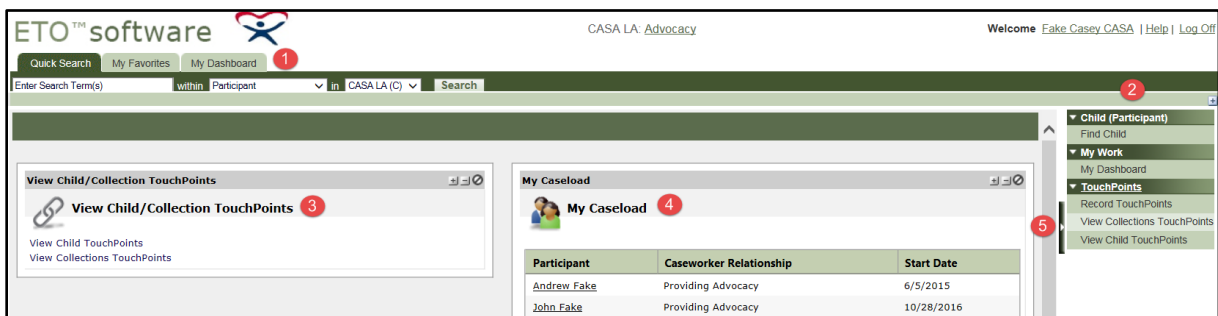 ETO™software CASA LA: Advocacy Welcome Fake Casey CASA | Help | Log Off
Quick Search My Favorites My Dashboard 1
Enter Search Term(s) within Participant in CASA LA (C) Search
2
Child (Participant)
Find Child
My Work
My Dashboard
TouchPoints
Record TouchPoints
View Collections TouchPoints
View Child TouchPoints
5
View Child/Collection TouchPoints
View Child/Collection TouchPoints 3
View Child TouchPoints
View Collections TouchPoints
My Caseload
My Caseload 4
Participant Caseworker Relationship Start Date
Andrew Fake Providing Advocacy 6/5/2015
John Fake Providing Advocacy 10/28/2016